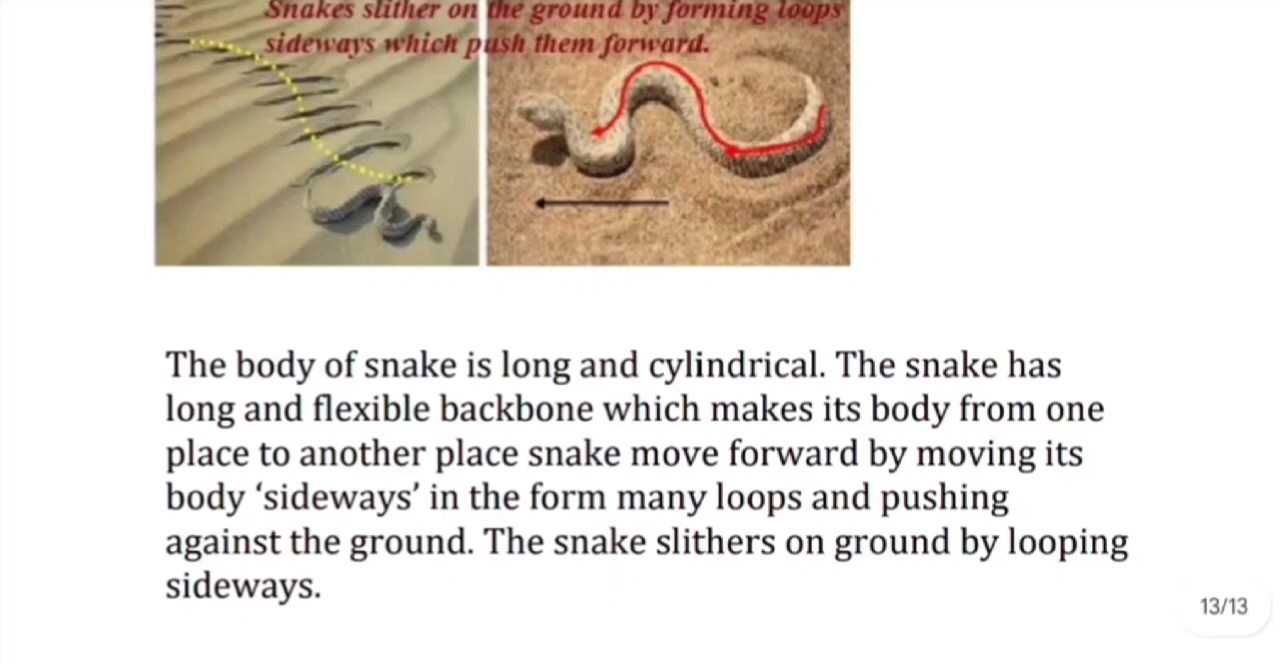 Snakes slither on the ground by forming loops
sideways which push them forward.
The body of snake is long and cylindrical. The snake has
long and flexible backbone which makes its body from one
place to another place snake move forward by moving its
body ‘sideways’ in the form many loops and pushing
against the ground. The snake slithers on ground by looping
sideways.
13/13